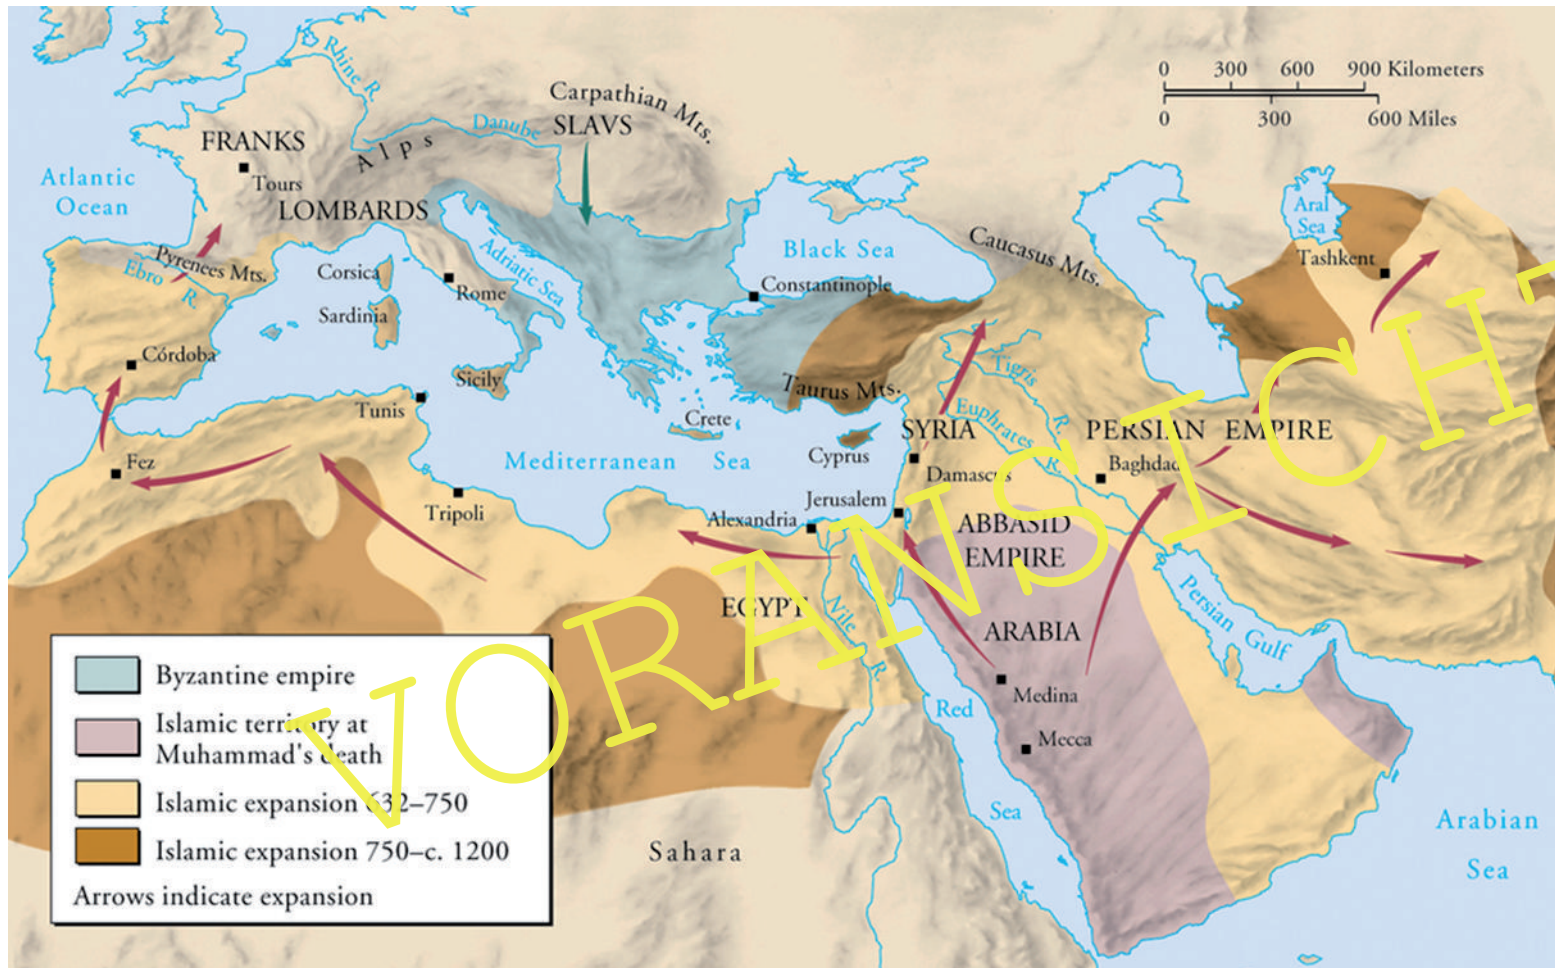 0 300 600 900 Kilometers
0 300 600 Miles
Rhine R.
Carpathian Mts.
SLAVS
Danube
Alps
FRANKS
Tours
LOMBARDS
Atlantic
Ocean
Pyrenees Mts.
Ebro R.
Corsica
Sardinia
Adriatic Sea
Rome
Black Sea
Constantinople
Caucasus Mts.
Aral
Sea
Tashkent
Córdoba
Sicily
Tunis
Taurus Mts.
Tigris R.
Euphrates R.
Crete
Cyprus
SYRIA
PERSIAN EMPIRE
Fez
Mediterranean Sea
Damascus
Baghdad
Tripoli
Alexandria
Jerusalem
ABBASID
EMPIRE
EGYPT
Nile R.
ARABIA
Persian Gulf
Medina
Mecca
Red
Sea
Arabian
Sea
Sahara
Byzantine empire
Islamic territory at
Muhammad's death
Islamic expansion 632–750
Islamic expansion 750–c. 1200
Arrows indicate expansion
VORANSICHT